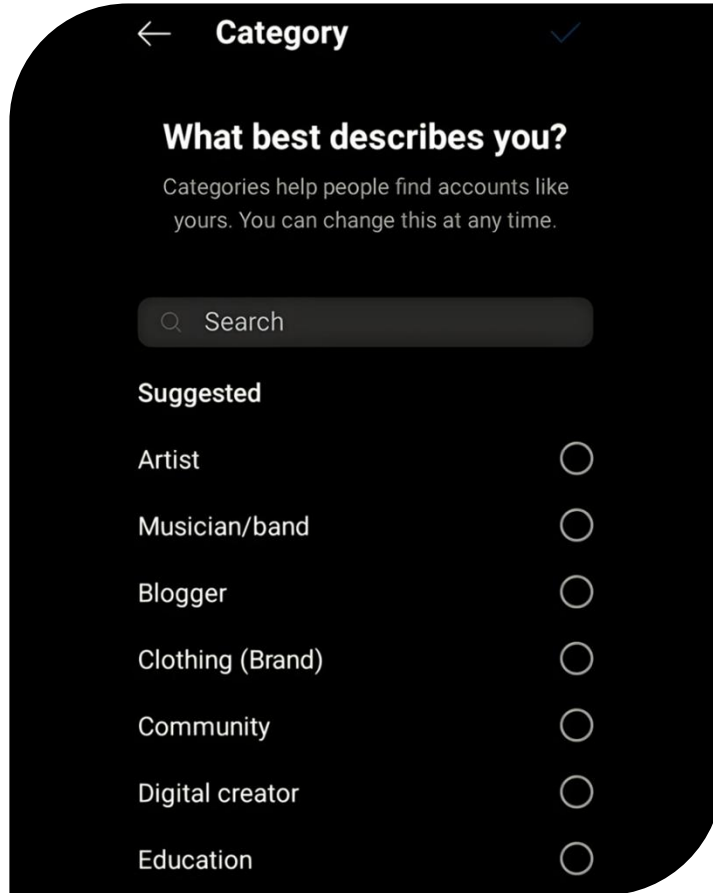 Category
What best describes you?
Categories help people find accounts like
yours. You can change this at any time.
Search
Suggested
Artist
Musician/band
Blogger
Clothing (Brand)
Community
Digital creator
Education